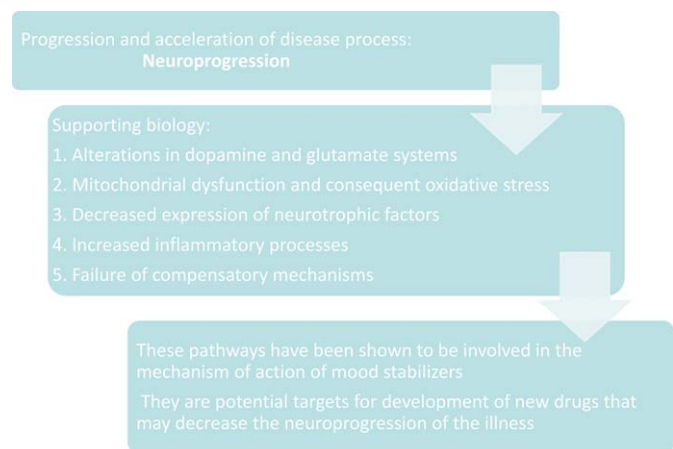 Progression and acceleration of disease process:
Neuroprogression
Supporting biology:
1. Alterations in dopamine and glutamate systems
2. Mitochondrial dysfunction and consequent oxidative stress
3. Decreased expression of neurotrophic factors
4. Increased inflammatory processes
5. Failure of compensatory mechanisms
These pathways have been shown to be involved in the
mechanism of action of mood stabilizers
They are potential targets for development of new drugs that
may decrease the neuroprogression of the illness